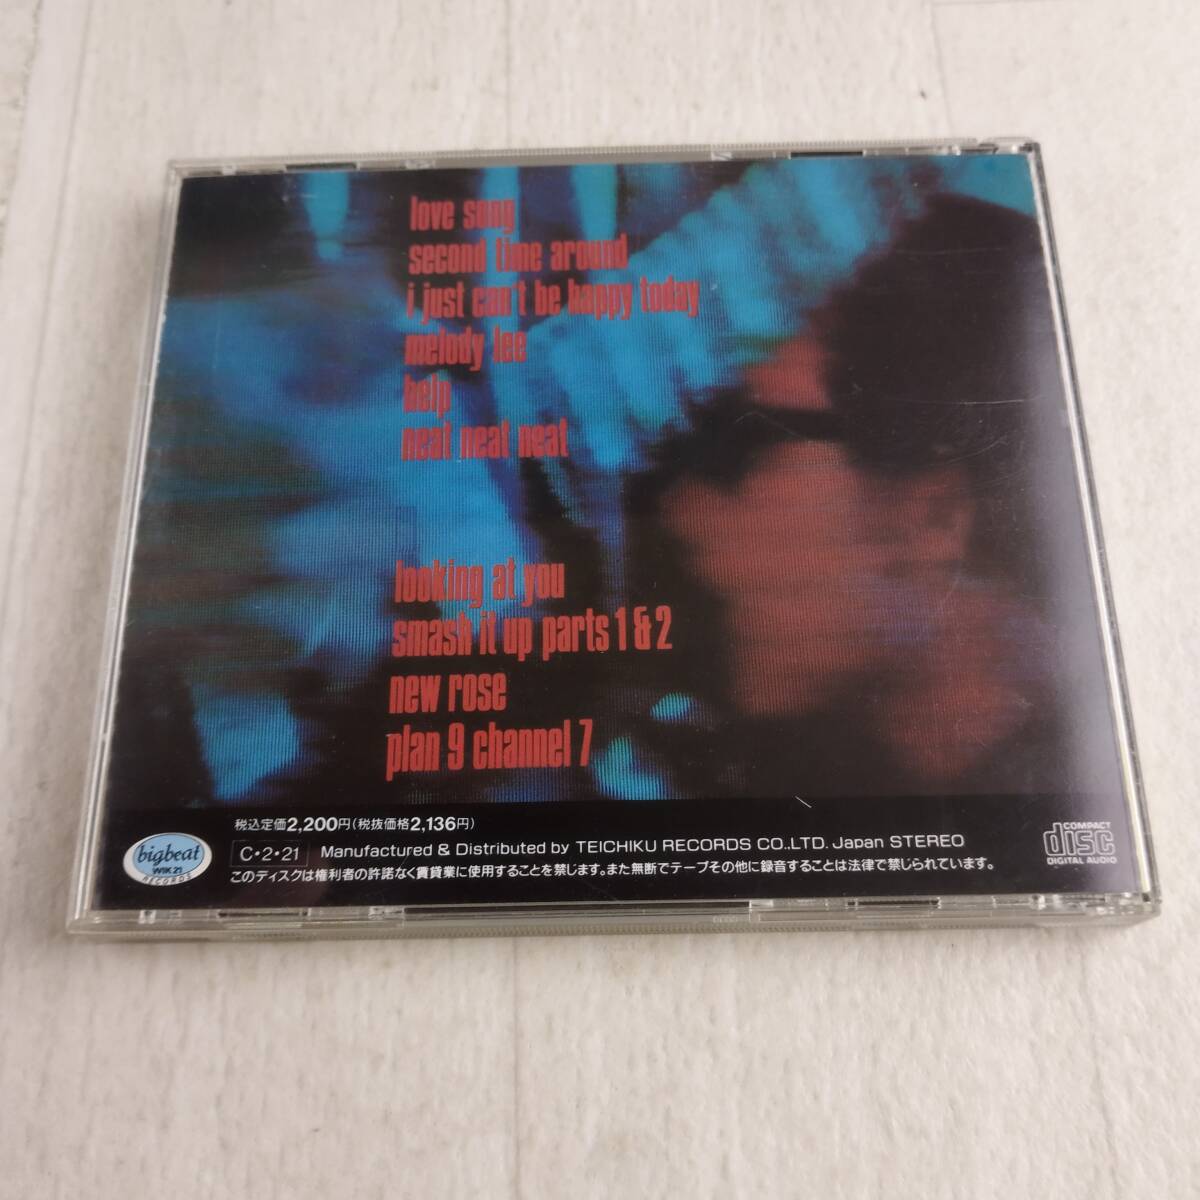 love song
second time around
i just can't be happy today
melody lee
help
neat neat neat
looking at you
smash it up parts 1 & 2
new rose
plan 9 channel 7
税込定価2,200円(税抜価格2,136円)
bigbeat
WIK 21
RECORDS
C・2・21 Manufactured & Distributed by TEICHIKU RECORDS CO.,LTD. Japan STEREO
このディスクは権利者の許諾なく賃貸業に使用することを禁じます。また無断でテープその他に録音することは法律で禁じられています。
COMPACT
disc
DIGITAL AUDIO